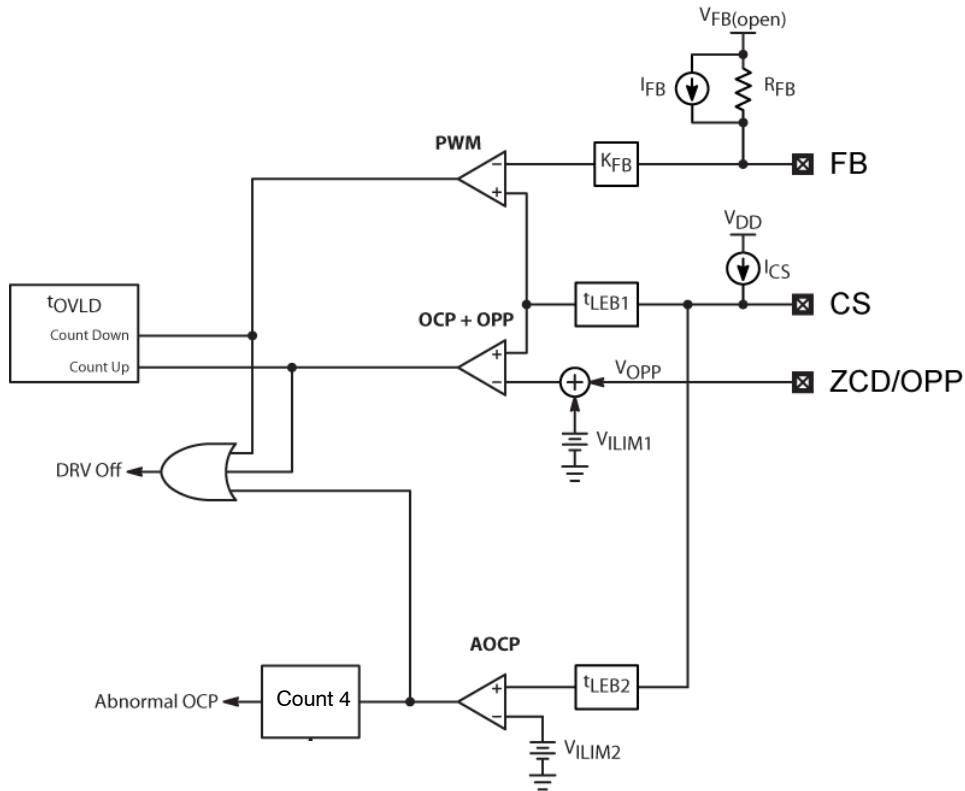 VFB(open)
IFB
RFB
PWM
KFB
FB
−
+
VDD
ICS
tOVLD
Count Down
Count Up
OCP + OPP
tLEB1
CS
+
−
+
VOPP
ZCD/OPP
VILIM1
DRV Off
AOCP
+
−
tLEB2
Abnormal OCP
Count 4
VILIM2